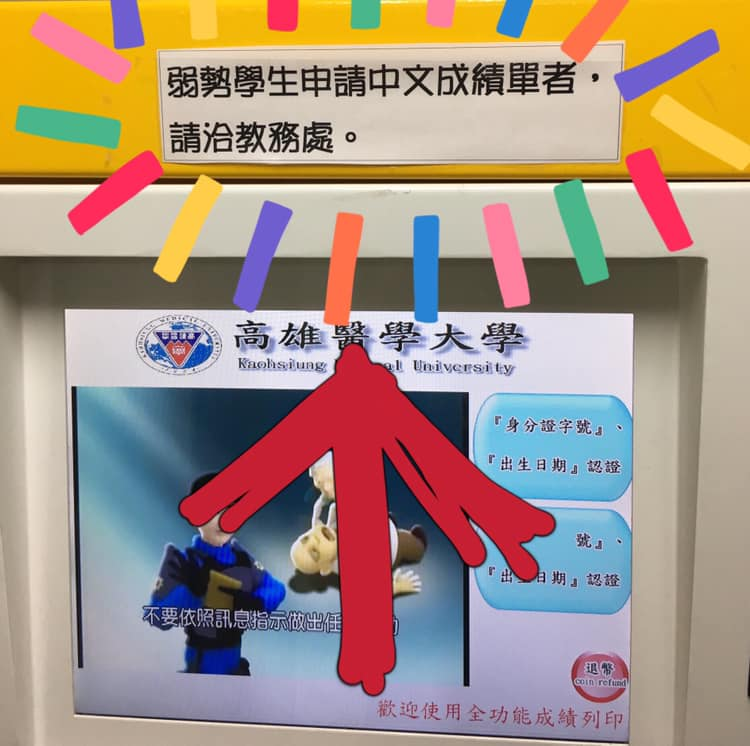 弱勢學生申請中文成績單者，
請洽教務處。
高雄醫學大學
Kaohsiung al University
『身分證字號』、
『出生日期』認證
號』、
『出生日期』認證
不要依照訊息指示做出任
退幣
coin refund
歡迎使用全功能成績列印